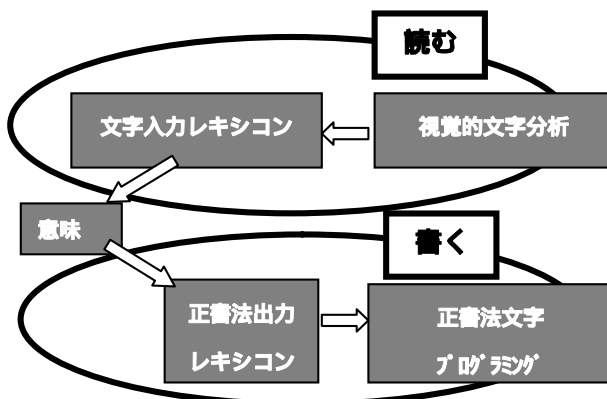 読む
文字入力レキシコン
視覚的文字分析
意味
書く
正書法出力
レキシコン
正書法文字
ﾌﾟﾛｸﾞﾗﾐﾝｸﾞ